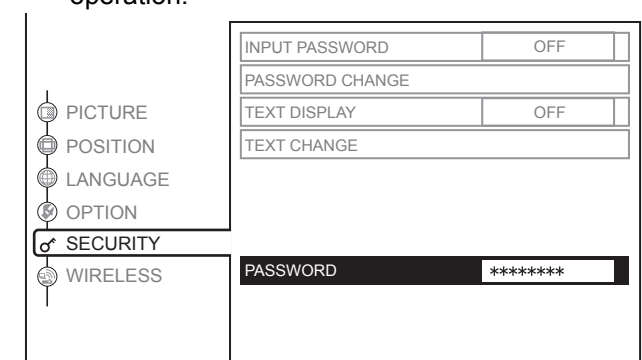 operation.
INPUT PASSWORD OFF
PASSWORD CHANGE
TEXT DISPLAY OFF
TEXT CHANGE
PICTURE
POSITION
LANGUAGE
OPTION
SECURITY
WIRELESS
PASSWORD ********